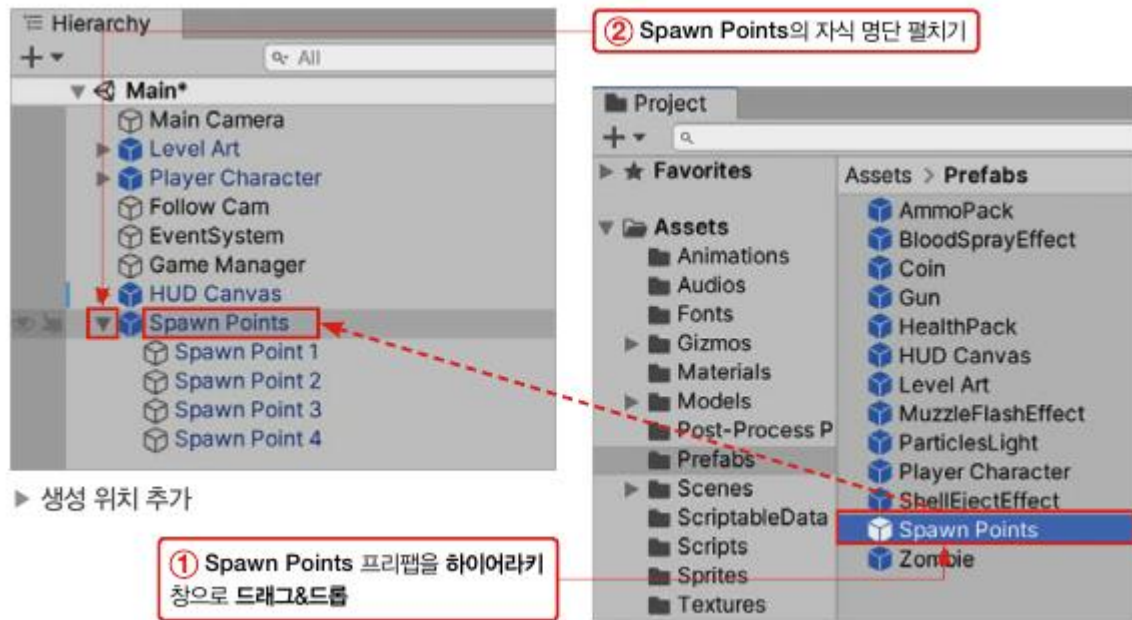 Hierarchy
② Spawn Points의 자식 명단 펼치기
All
Main*
Main Camera
Level Art
Player Character
Follow Cam
EventSystem
Game Manager
HUD Canvas
Spawn Points
Spawn Point 1
Spawn Point 2
Spawn Point 3
Spawn Point 4
▶ 생성 위치 추가
① Spawn Points 프리팹을 하이어라키
창으로 드래그&드롭
Project
Favorites
Assets
Animations
Audios
Fonts
Gizmos
Materials
Models
Post-Process P
Prefabs
Scenes
ScriptableData
Scripts
Sprites
Textures
Assets > Prefabs
AmmoPack
BloodSprayEffect
Coin
Gun
HealthPack
HUD Canvas
Level Art
MuzzleFlashEffect
ParticlesLight
Player Character
ShellEjectEffect
Spawn Points
Zombie